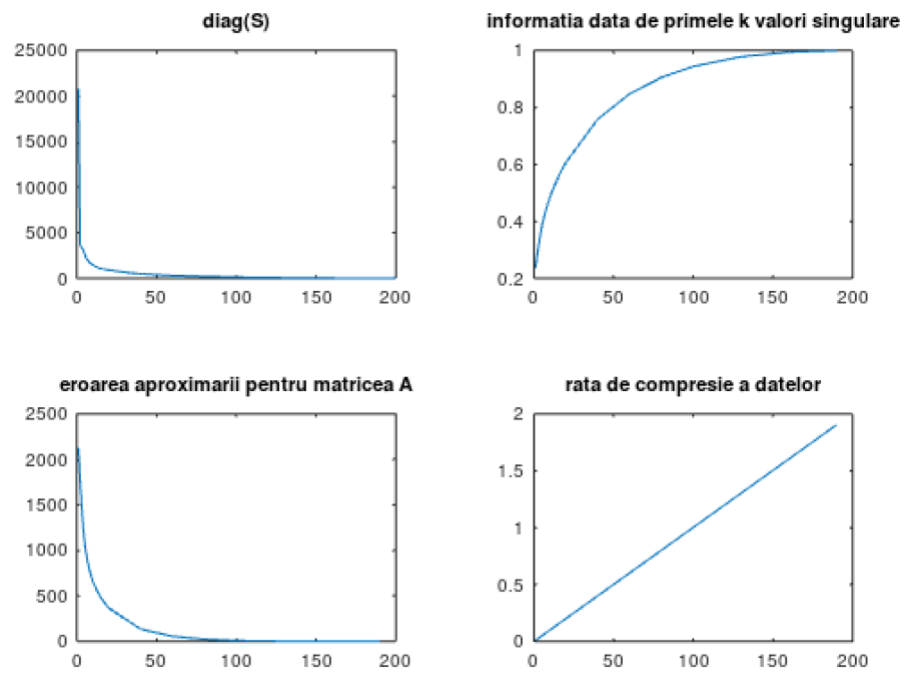 diag(S)
25000
20000
15000
10000
5000
0
0 50 100 150 200
informatia data de primele k valori singulare
1
0.8
0.6
0.4
0.2
0 50 100 150 200
eroarea aproximarii pentru matricea A
2500
2000
1500
1000
500
0
0 50 100 150 200
rata de compresie a datelor
2
1.5
1
0.5
0
0 50 100 150 200